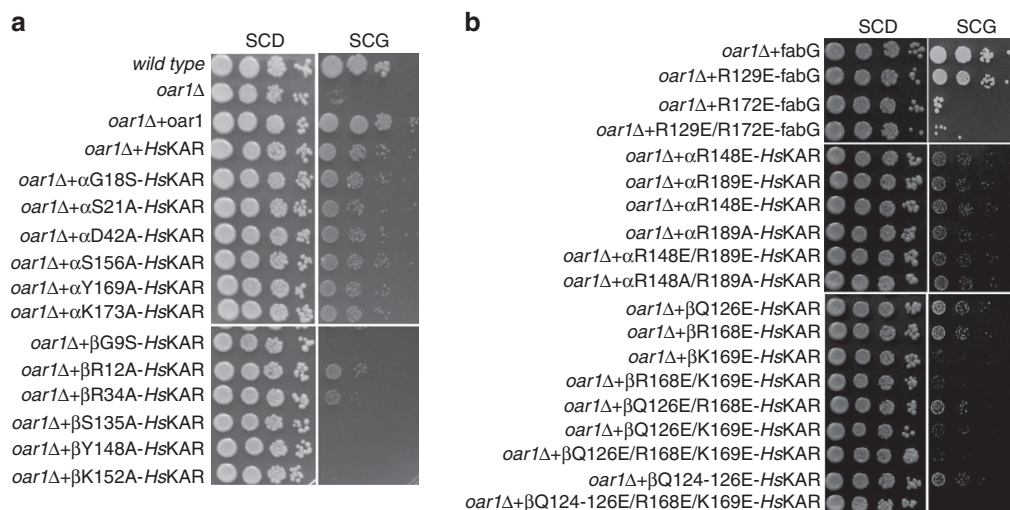 a
SCD SCG
wild type
oar1Δ
oar1Δ+oar1
oar1Δ+HsKAR
oar1Δ+αG18S-HsKAR
oar1Δ+αS21A-HsKAR
oar1Δ+αD42A-HsKAR
oar1Δ+αS156A-HsKAR
oar1Δ+αY169A-HsKAR
oar1Δ+αK173A-HsKAR
oar1Δ+βG9S-HsKAR
oar1Δ+βR12A-HsKAR
oar1Δ+βR34A-HsKAR
oar1Δ+βS135A-HsKAR
oar1Δ+βY148A-HsKAR
oar1Δ+βK152A-HsKAR
b
SCD SCG
oar1Δ+fabG
oar1Δ+R129E-fabG
oar1Δ+R172E-fabG
oar1Δ+R129E/R172E-fabG
oar1Δ+αR148E-HsKAR
oar1Δ+αR189E-HsKAR
oar1Δ+αR148E-HsKAR
oar1Δ+αR189A-HsKAR
oar1Δ+αR148E/R189E-HsKAR
oar1Δ+αR148A/R189A-HsKAR
oar1Δ+βQ126E-HsKAR
oar1Δ+βR168E-HsKAR
oar1Δ+βK169E-HsKAR
oar1Δ+βR168E/K169E-HsKAR
oar1Δ+βQ126E/R168E-HsKAR
oar1Δ+βQ126E/K169E-HsKAR
oar1Δ+βQ126E/R168E/K169E-HsKAR
oar1Δ+βQ124-126E-HsKAR
oar1Δ+βQ124-126E/R168E/K169E-HsKAR